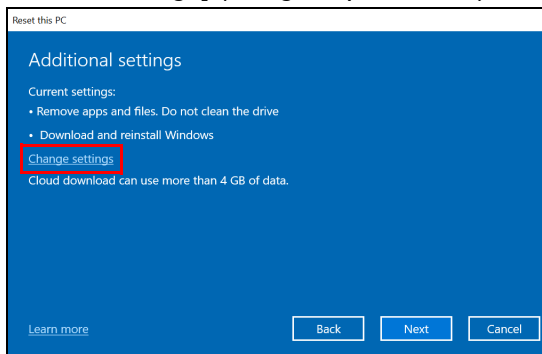 Reset this PC
Additional settings
Current settings:
• Remove apps and files. Do not clean the drive
• Download and reinstall Windows
Change settings
Cloud download can use more than 4 GB of data.
Learn more
Back
Next
Cancel